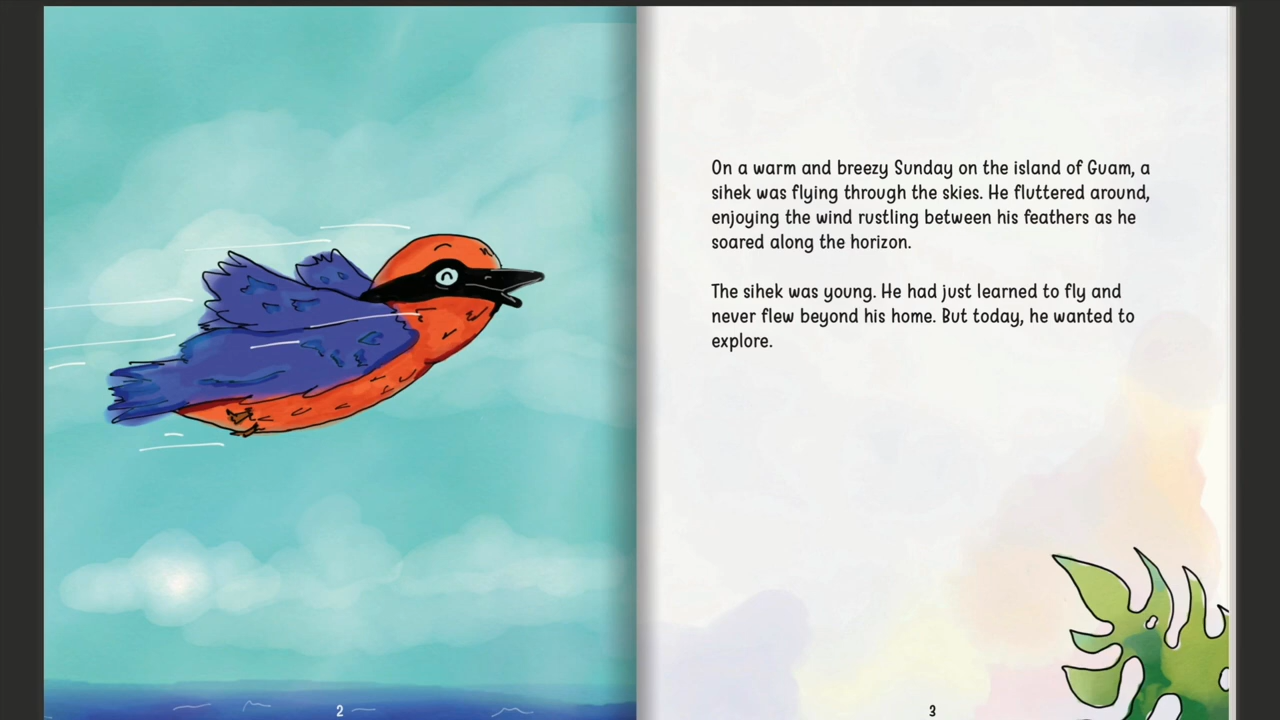 On a warm and breezy Sunday on the island of Guam, a
sihek was flying through the skies. He fluttered around,
enjoying the wind rustling between his feathers as he
soared along the horizon.
The sihek was young. He had just learned to fly and
never flew beyond his home. But today, he wanted to
explore.
2
3